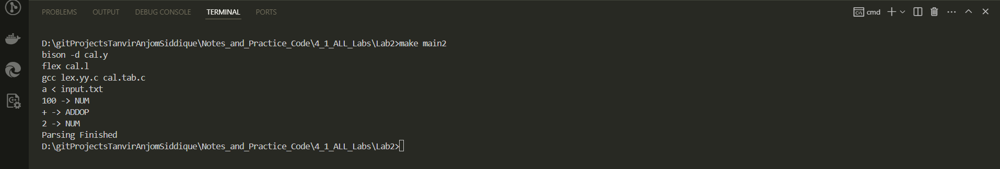 PROBLEMS OUTPUT DEBUG CONSOLE TERMINAL PORTS cmd
D:\gitProjectsTanvirAnjomSiddique\Notes_and_Practice_Code\4_1_ALL_Labs\Lab2>make main2
bison -d cal.y
flex cal.l
gcc lex.yy.c cal.tab.c
a < input.txt
100 -> NUM
+ -> ADDOP
2 -> NUM
Parsing Finished
D:\gitProjectsTanvirAnjomSiddique\Notes_and_Practice_Code\4_1_ALL_Labs\Lab2>